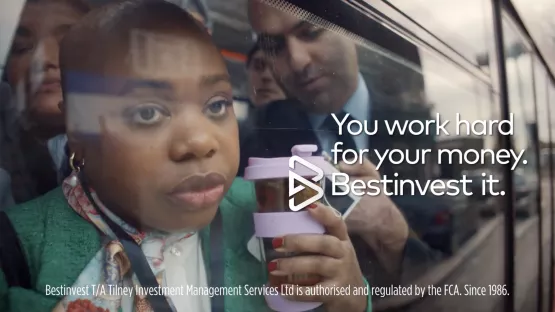 You work hard
for your money.
Bestinvest it.
Bestinvest T/A Tilney Investment Management Services Ltd is authorised and regulated by the FCA. Since 1986.